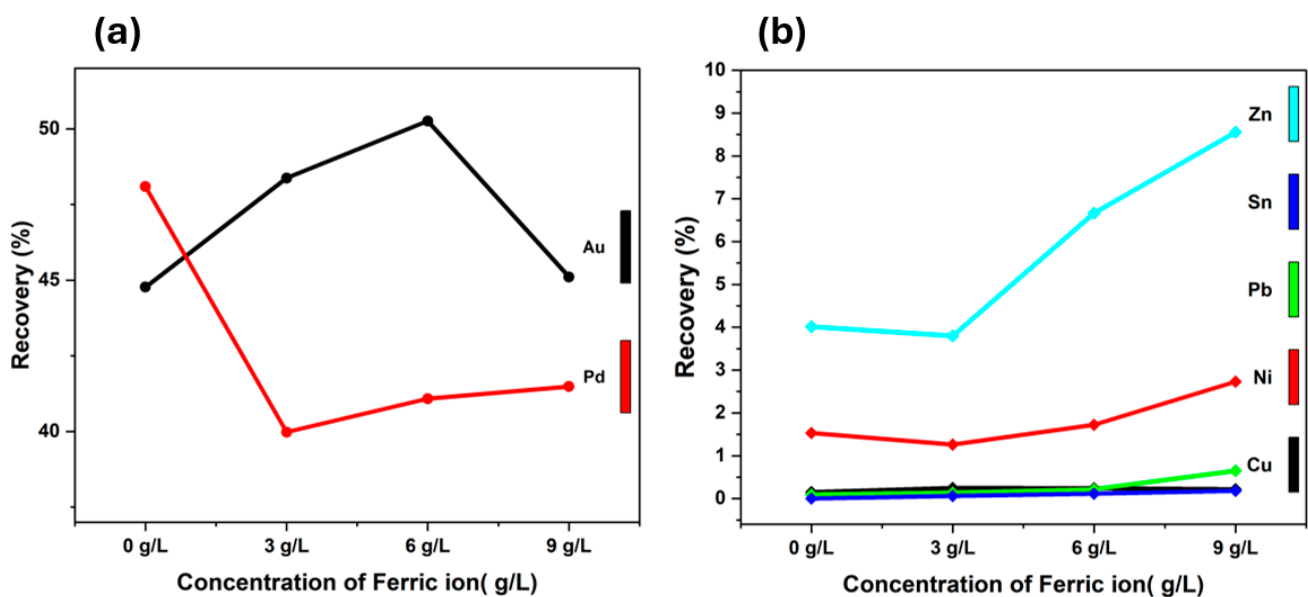 (a)
50
45
40
Recovery (%)
Au
Pd
0 g/L 3 g/L 6 g/L 9 g/L
Concentration of Ferric ion( g/L)
(b)
10
9
8
7
6
5
4
3
2
1
0
Recovery (%)
Zn
Sn
Pb
Ni
Cu
0 g/L 3 g/L 6 g/L 9 g/L
Concentration of Ferric ion( g/L)